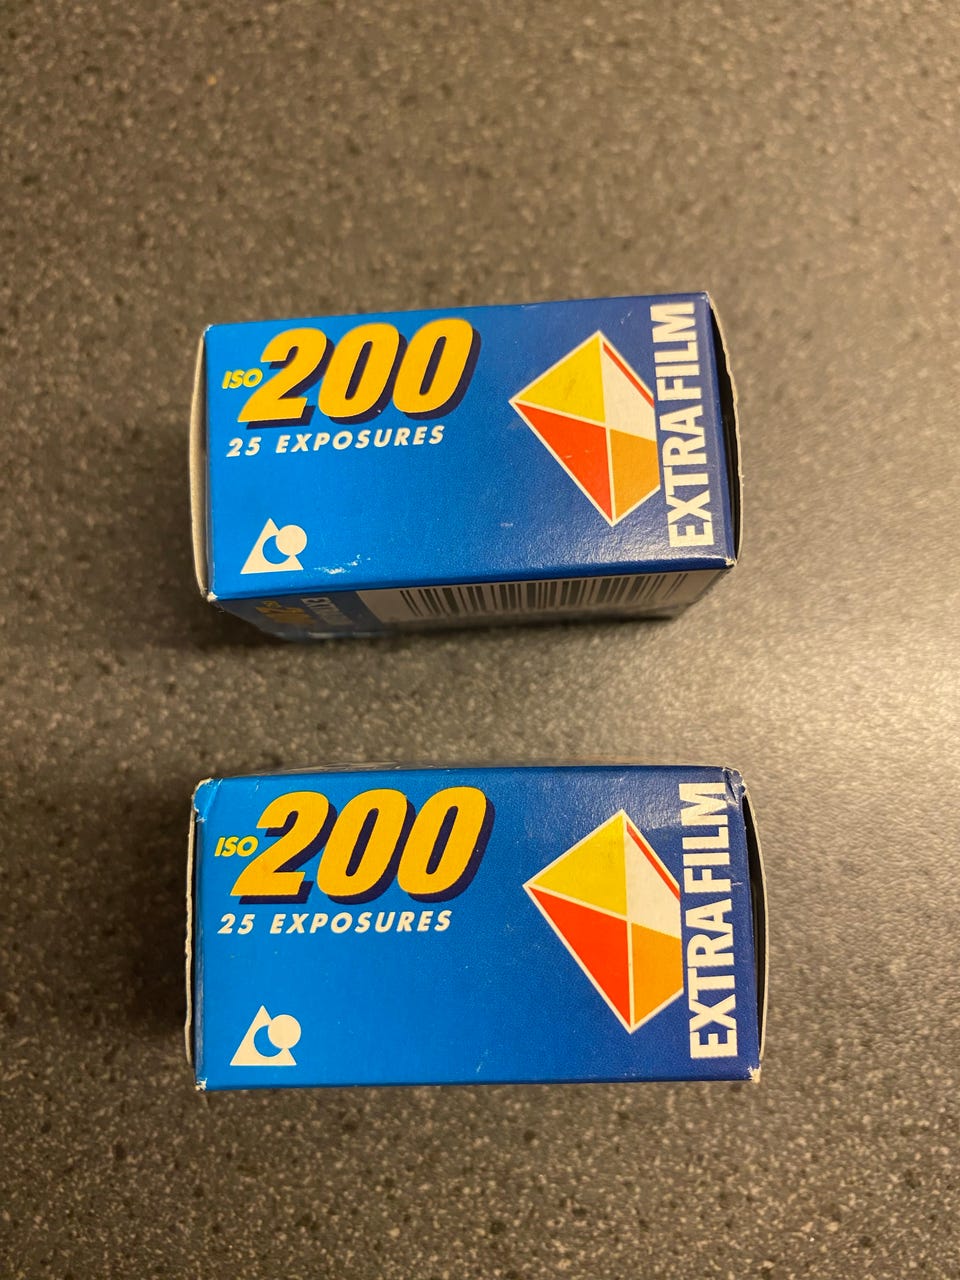 ISO 200
25 EXPOSURES
EXTRA FILM
ISO 200
25 EXPOSURES
EXTRA FILM